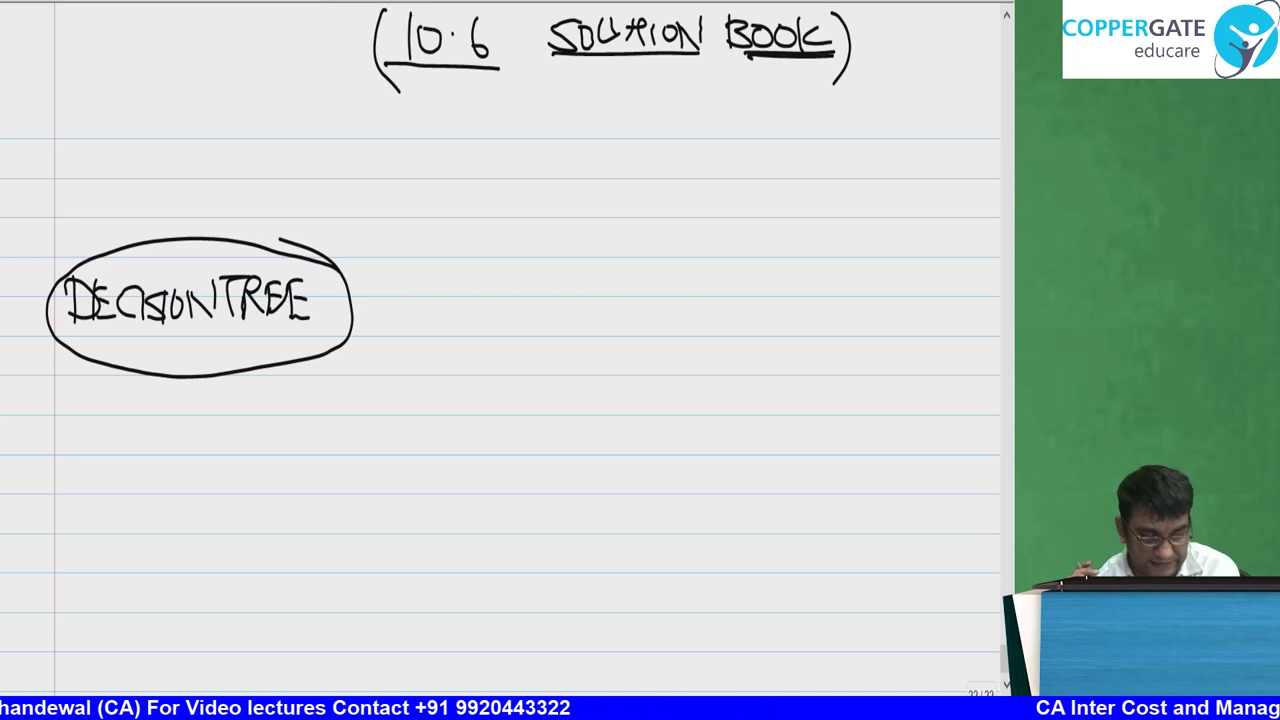 (10.6 SOLUTION BOOK)
COPPERGATE
educare
DECISION TREE
handewal (CA) For Video lectures Contact +91 9920443322
CA Inter Cost and Manag